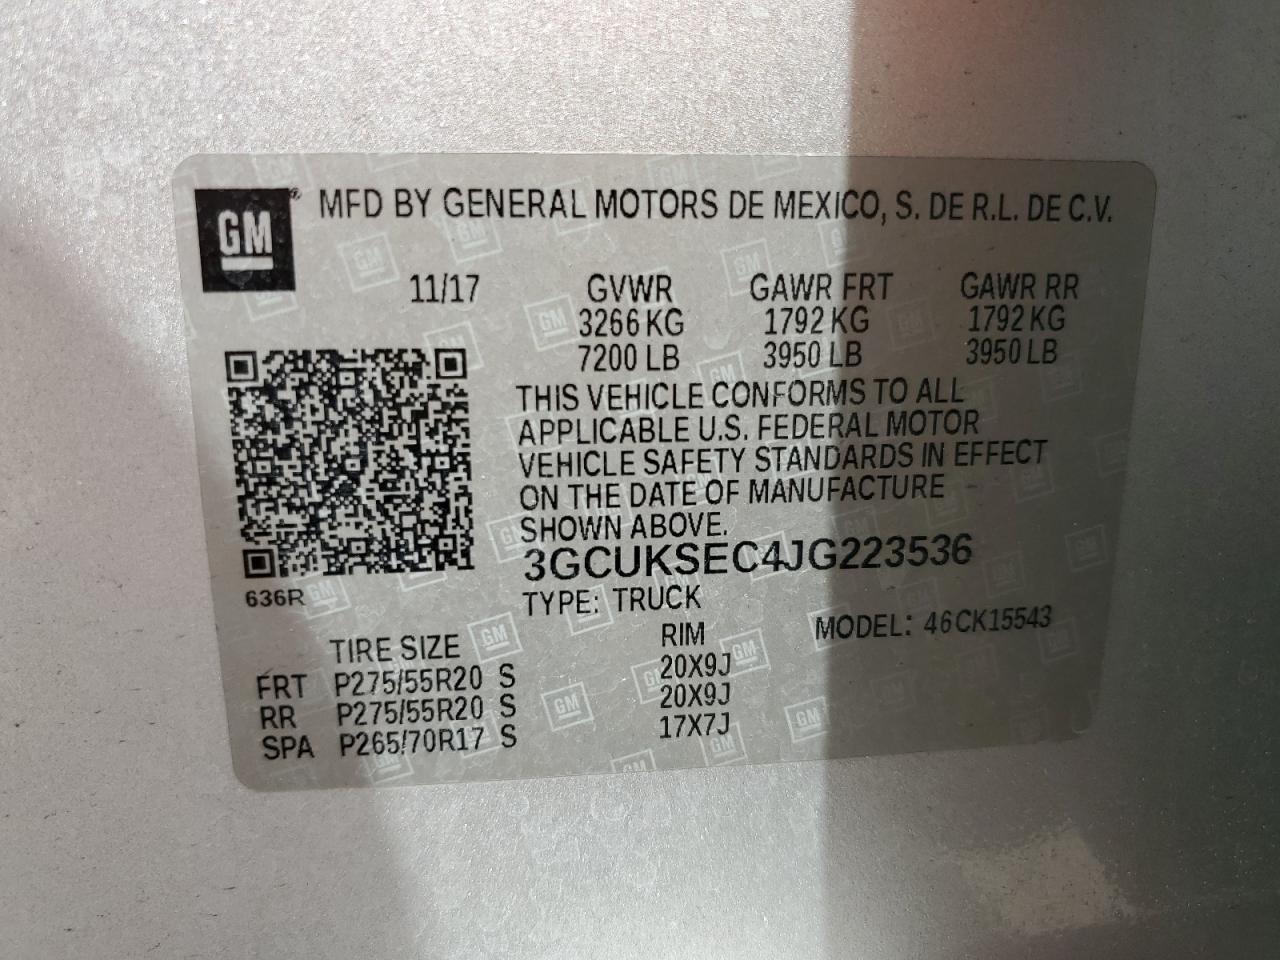 GM
MFD BY GENERAL MOTORS DE MEXICO, S. DE R.L. DE C.V.
11/17 GVWR GAWR FRT GAWR RR
3266 KG 1792 KG 1792 KG
7200 LB 3950 LB 3950 LB
THIS VEHICLE CONFORMS TO ALL
APPLICABLE U.S. FEDERAL MOTOR
VEHICLE SAFETY STANDARDS IN EFFECT
ON THE DATE OF MANUFACTURE
SHOWN ABOVE.
3GCUKSEC4JG223536
636R
TYPE: TRUCK
MODEL: 46CK15543
TIRE SIZE RIM
FRT P275/55R20 S 20X9J
RR P275/55R20 S 20X9J
SPA P265/70R17 S 17X7J